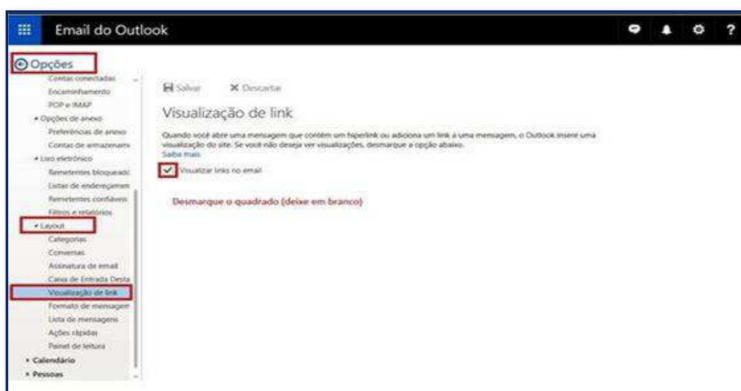 Email do Outlook
?
Opções
Contas conectadas
Encaminhamento
POP e IMAP
Opções de anexo
Preferências de anexo
Contas de armazenam
Lixo eletrônico
Remetentes bloqueado
Listas de endereçamen
Remetentes confiáveis
Filtros e relatórios
Layout
Categorias
Conversas
Assinatura de email
Caixa de Entrada Desta
Visualização de link
Formato de mensagem
Lista de mensagens
Ações rápidas
Painel de leitura
Calendário
Pessoas
Salvar Descartar
Visualização de link
Quando você abre uma mensagem que contém um hiperlink ou adiciona um link a uma mensagem, o Outlook insere uma
visualização do site. Se você não deseja ver visualizações, desmarque a opção abaixo.
Saiba mais
Visualizar links no email
Desmarque o quadrado (deixe em branco)